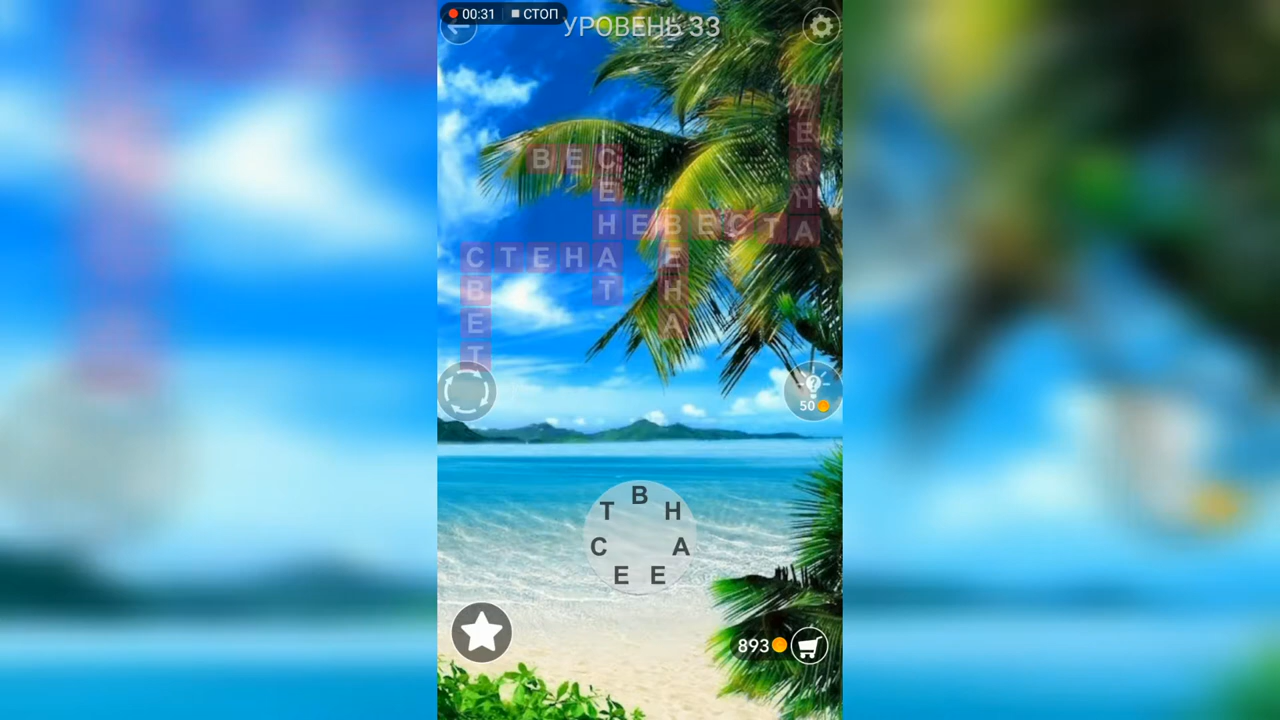 00:31 СТОП
УРОВЕНЬ 33
ВЕСНА
ВЕС
СЕНАТ
НЕВЕСТА
ВЕНА
СТЕНА
СВЕТ
50
В
Т Н
С А
Е Е
893